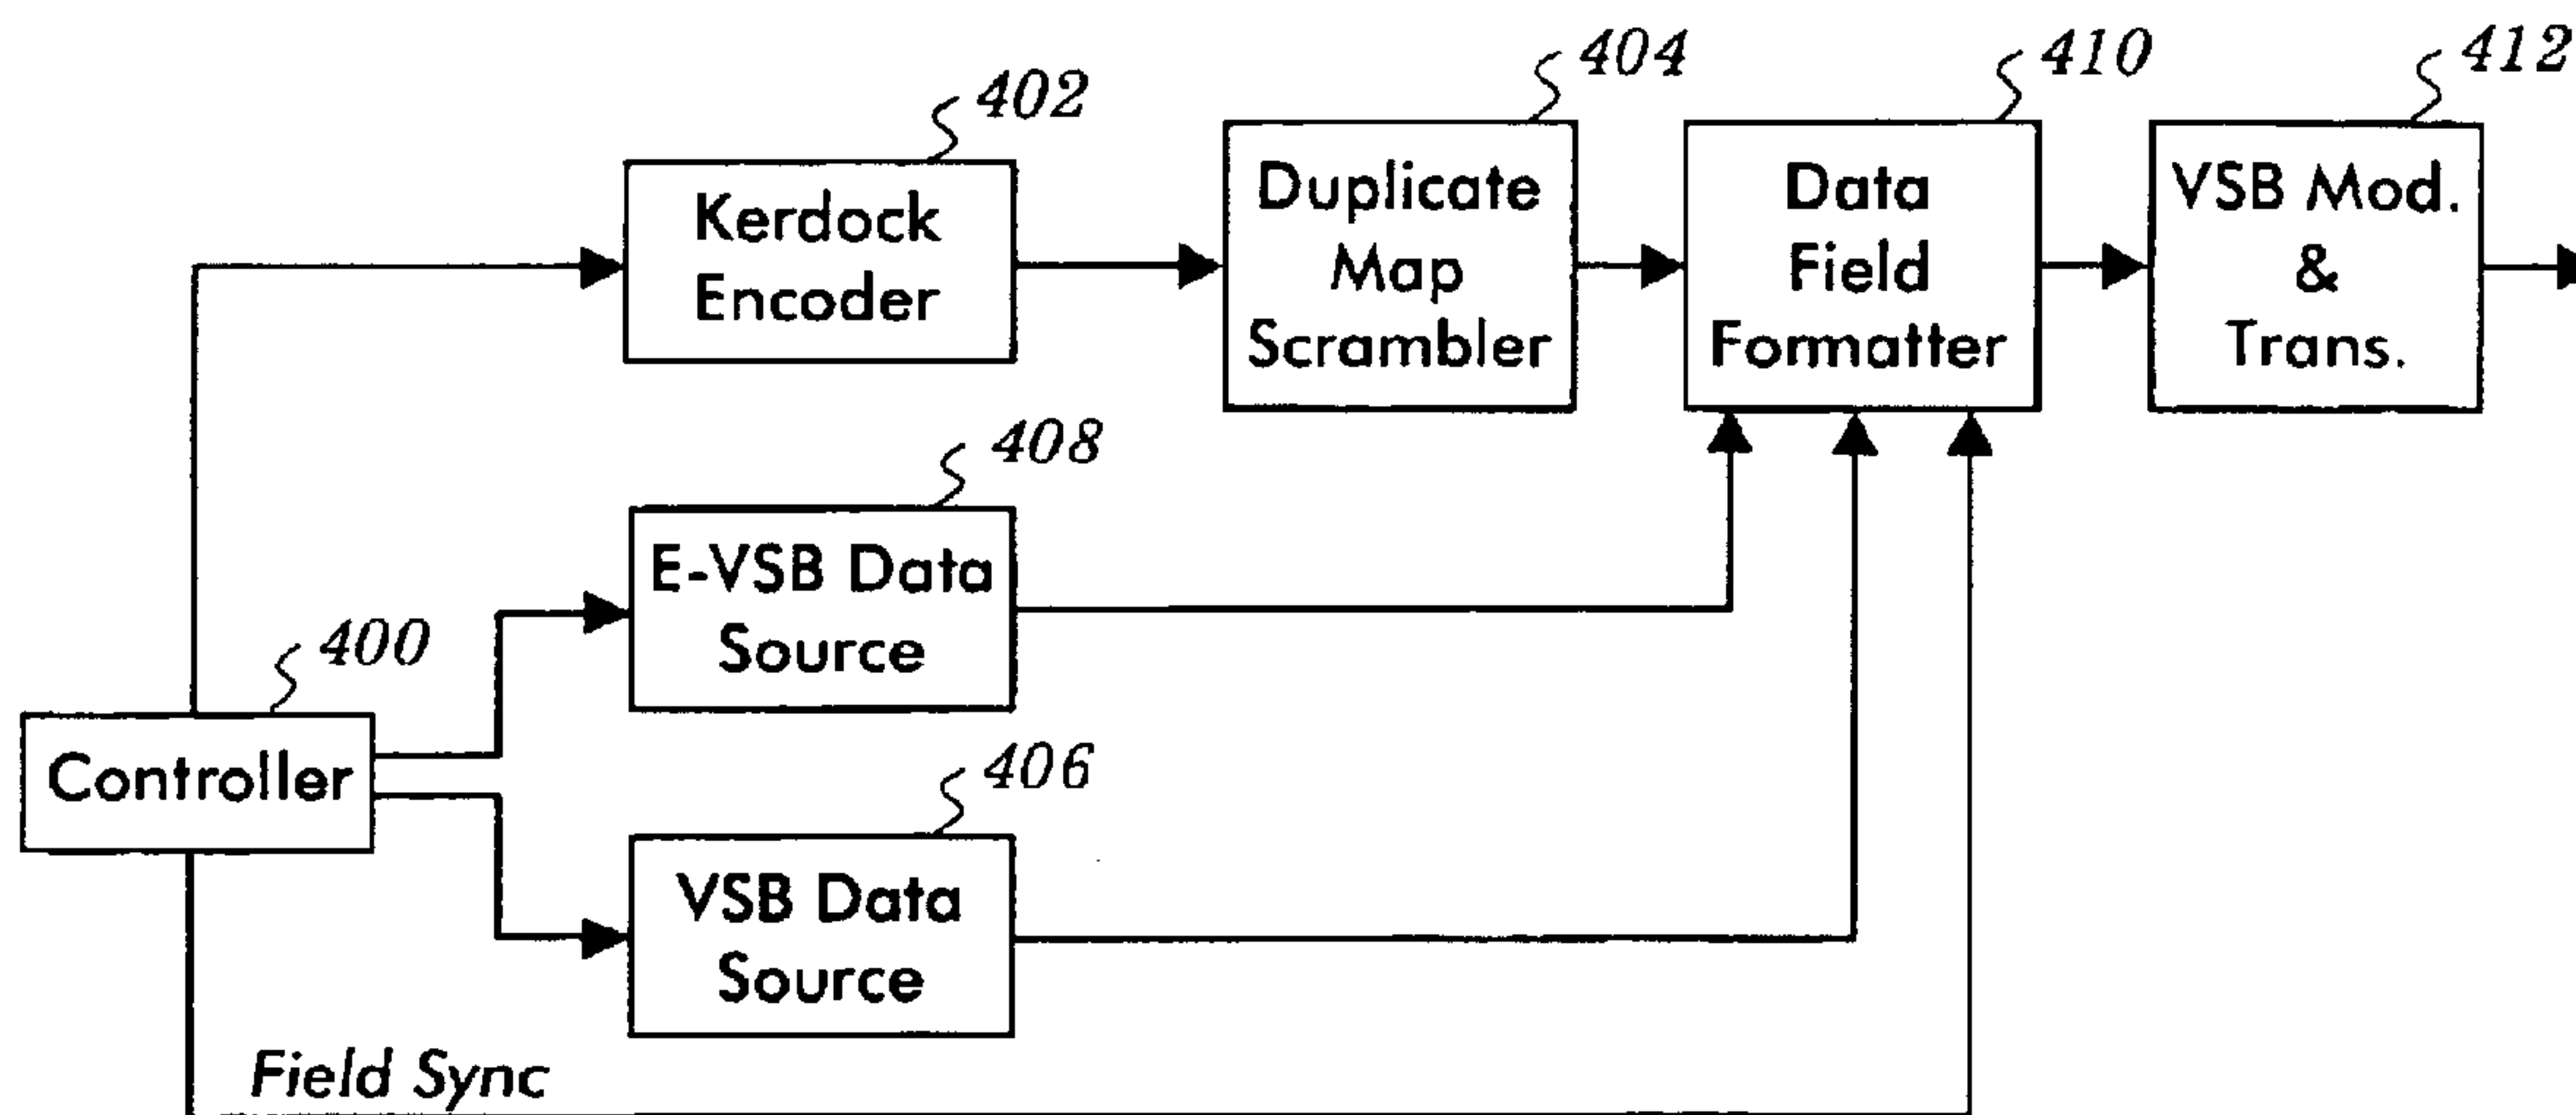 402
404
410
412
Kerdock
Encoder
Duplicate
Map
Scrambler
Data
Field
Formatter
VSB Mod.
&
Trans.
408
E-VSB Data
Source
400
Controller
406
VSB Data
Source
Field Sync